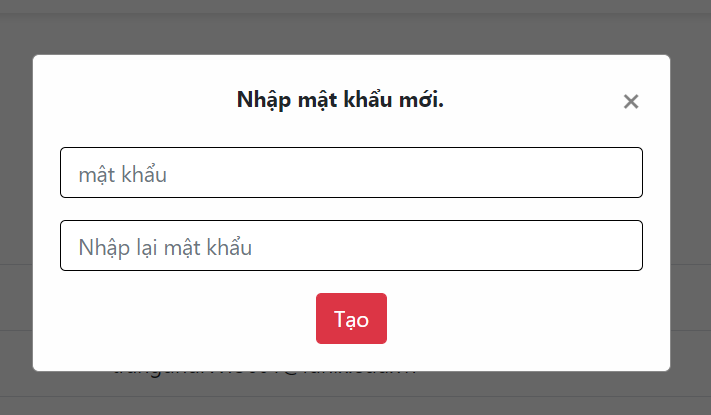 Nhập mật khẩu mới.
×
mật khẩu
Nhập lại mật khẩu
Tạo